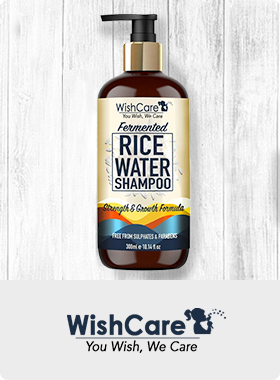 WishCare
You Wish, We Care
Fermented
RICE
WATER
SHAMPOO
Strength & Growth Formula
FREE FROM SULPHATES & PARABENS
300ml e 10.14 fl.oz
WishCare
You Wish, We Care